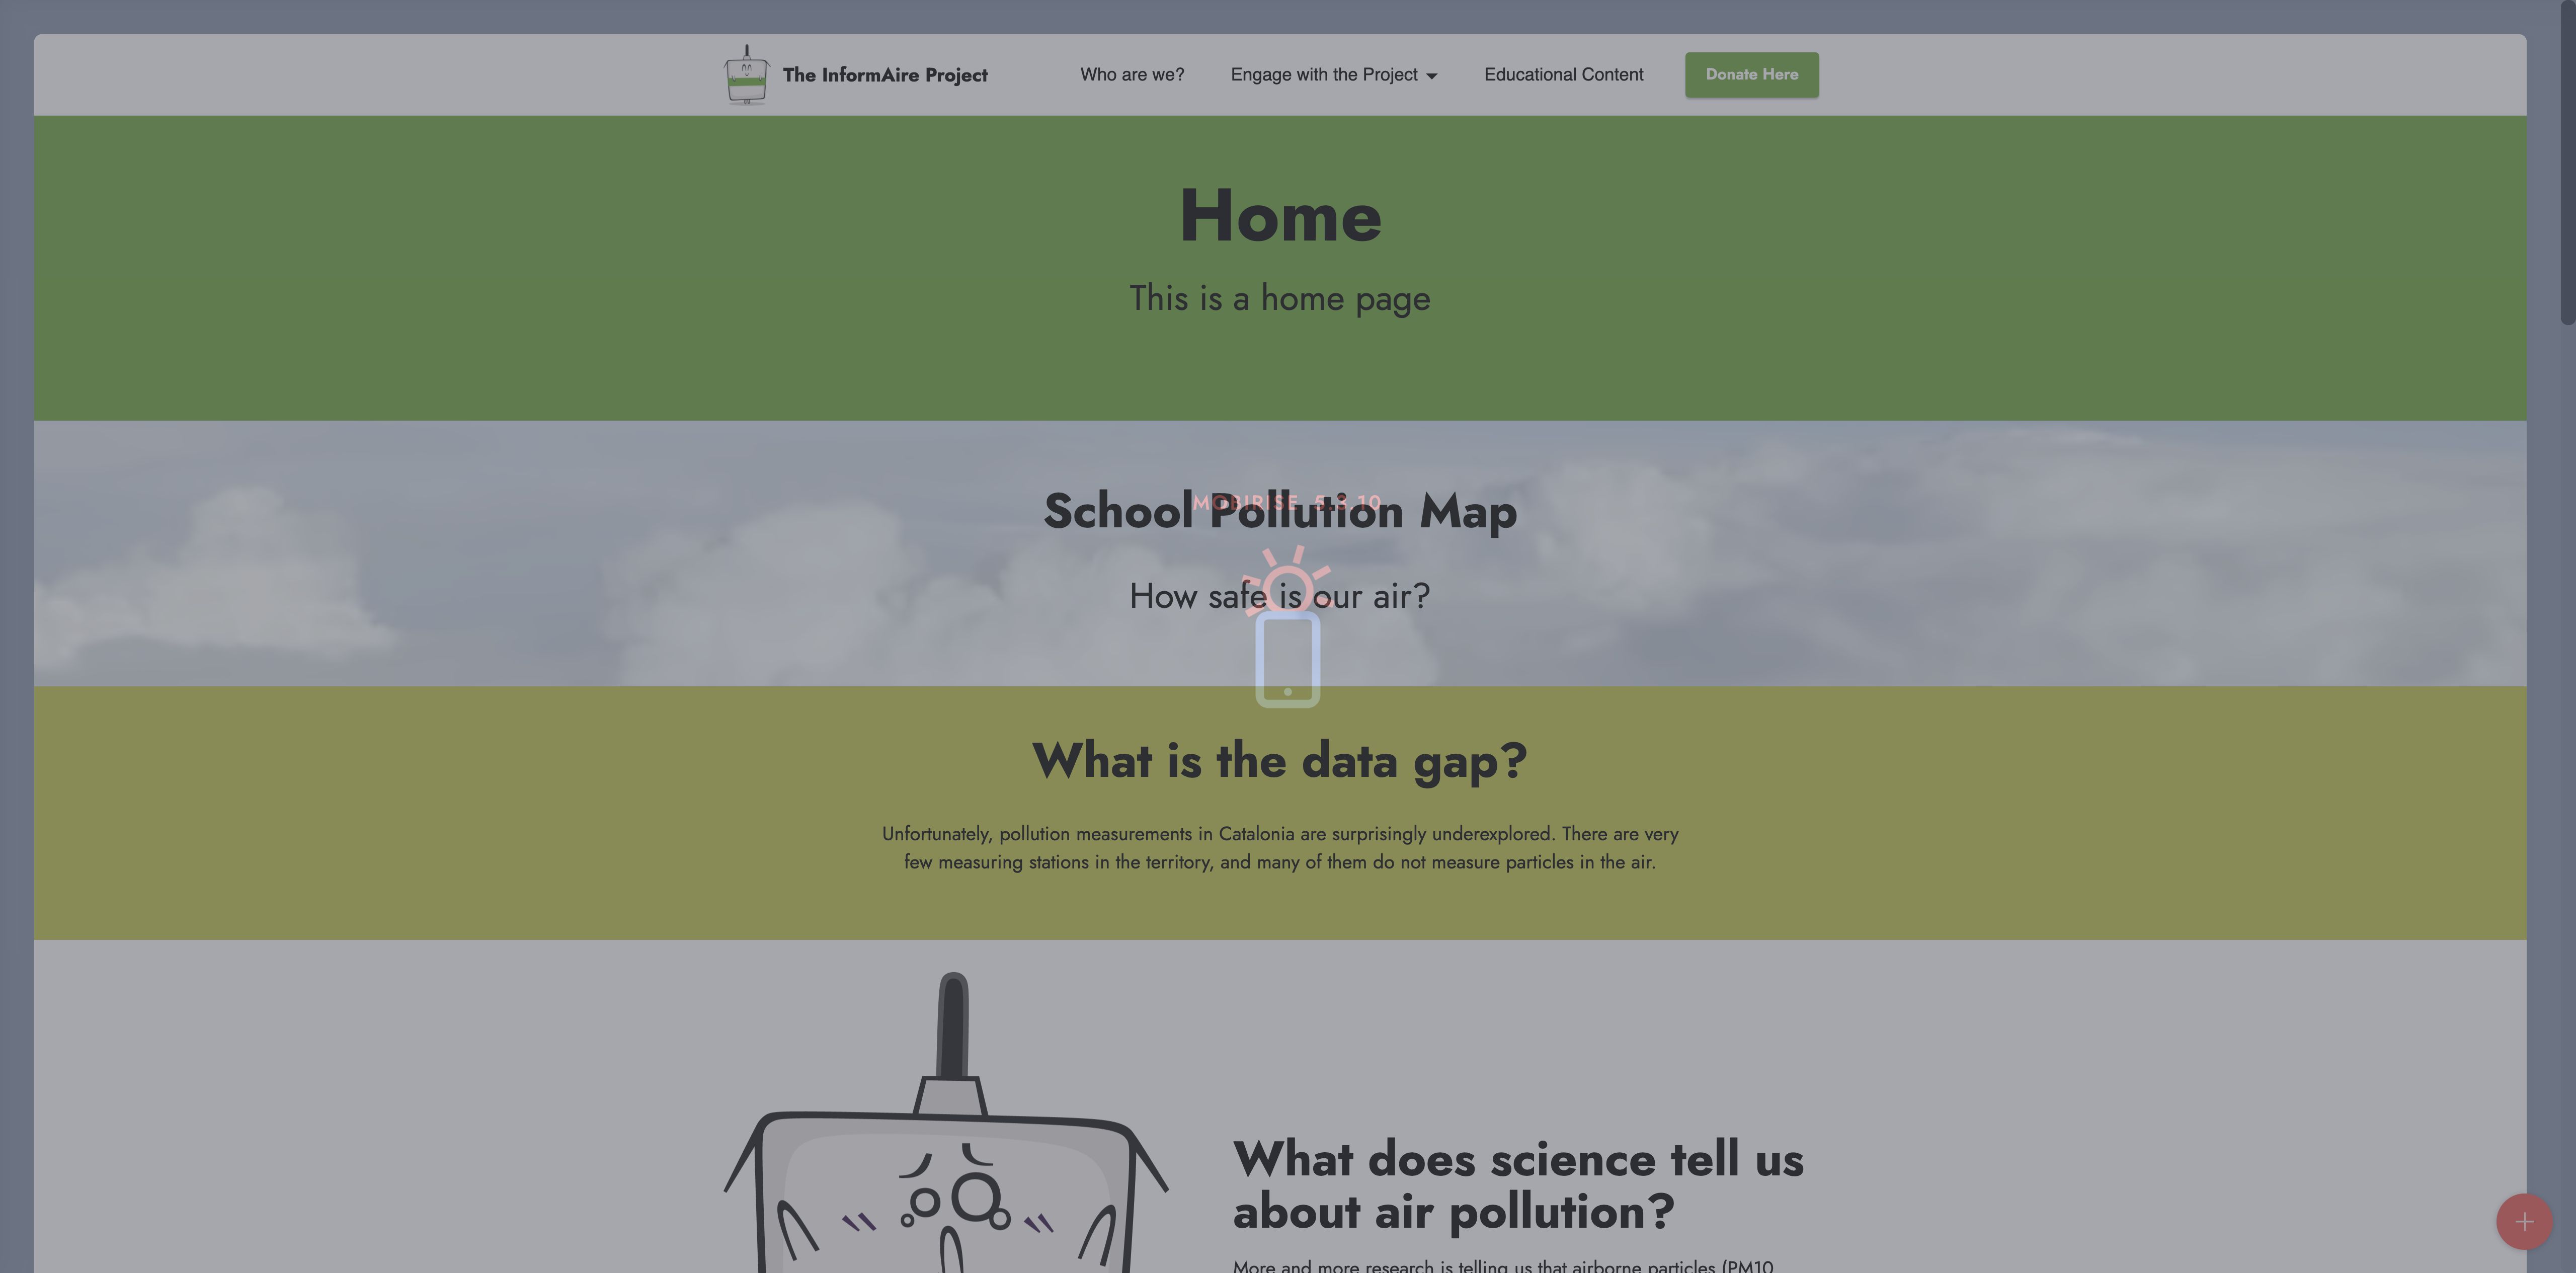 The InformAire Project
Who are we?
Engage with the Project
Educational Content
Donate Here
Home
This is a home page
MOBIRISE 5.3.10
School Pollution Map
How safe is our air?
What is the data gap?
Unfortunately, pollution measurements in Catalonia are surprisingly underexplored. There are very
few measuring stations in the territory, and many of them do not measure particles in the air.
What does science tell us
about air pollution?
More and more research is telling us that airborne particles (PM10